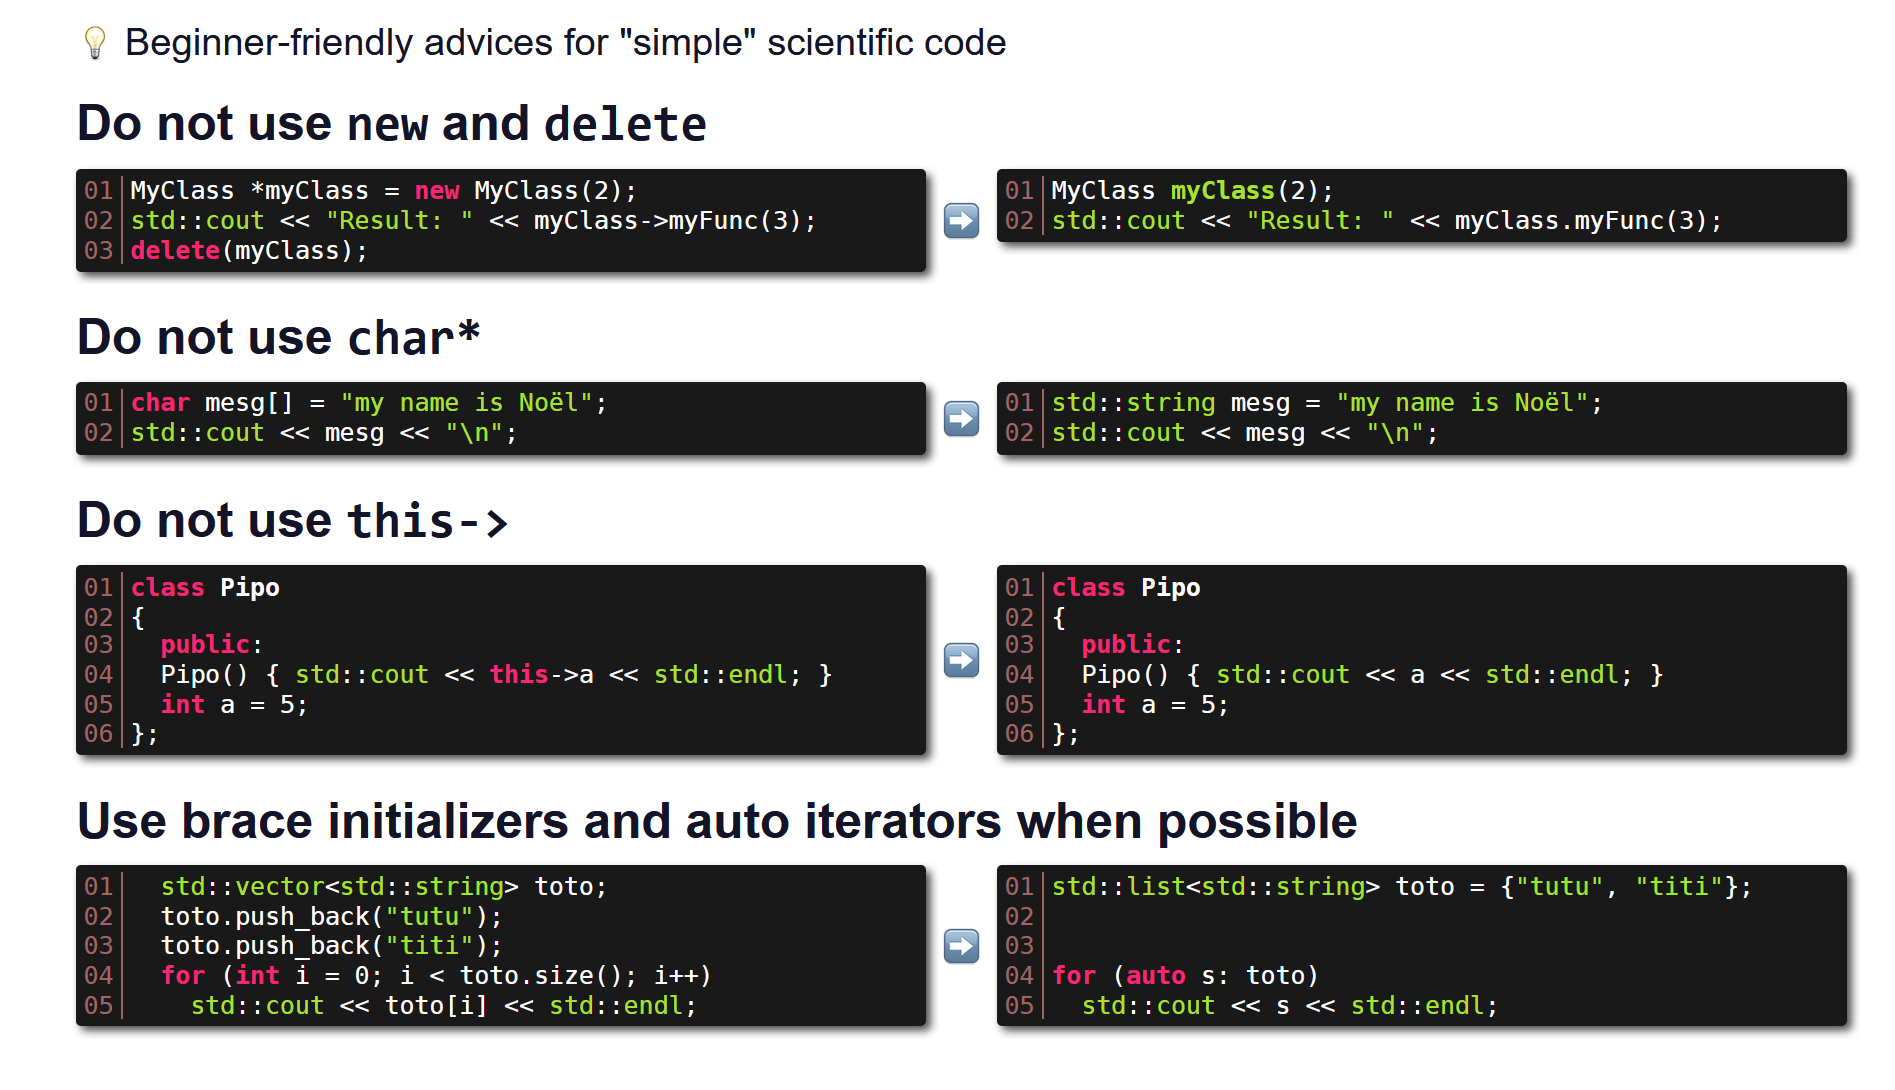 Beginner-friendly advices for "simple" scientific code
Do not use new and delete
01 MyClass *myClass = new MyClass(2);
02 std::cout << "Result: " << myClass->myFunc(3);
03 delete(myClass);
01 MyClass myClass(2);
02 std::cout << "Result: " << myClass.myFunc(3);
Do not use char*
01 char mesg[] = "my name is Noël";
02 std::cout << mesg << "\n";
01 std::string mesg = "my name is Noël";
02 std::cout << mesg << "\n";
Do not use this->
01 class Pipo
02 {
03   public:
04   Pipo() { std::cout << this->a << std::endl; }
05   int a = 5;
06 };
01 class Pipo
02 {
03   public:
04   Pipo() { std::cout << a << std::endl; }
05   int a = 5;
06 };
Use brace initializers and auto iterators when possible
01   std::vector<std::string> toto;
02   toto.push_back("tutu");
03   toto.push_back("titi");
04   for (int i = 0; i < toto.size(); i++)
05     std::cout << toto[i] << std::endl;
01 std::list<std::string> toto = {"tutu", "titi"};
02
03
04 for (auto s: toto)
05   std::cout << s << std::endl;